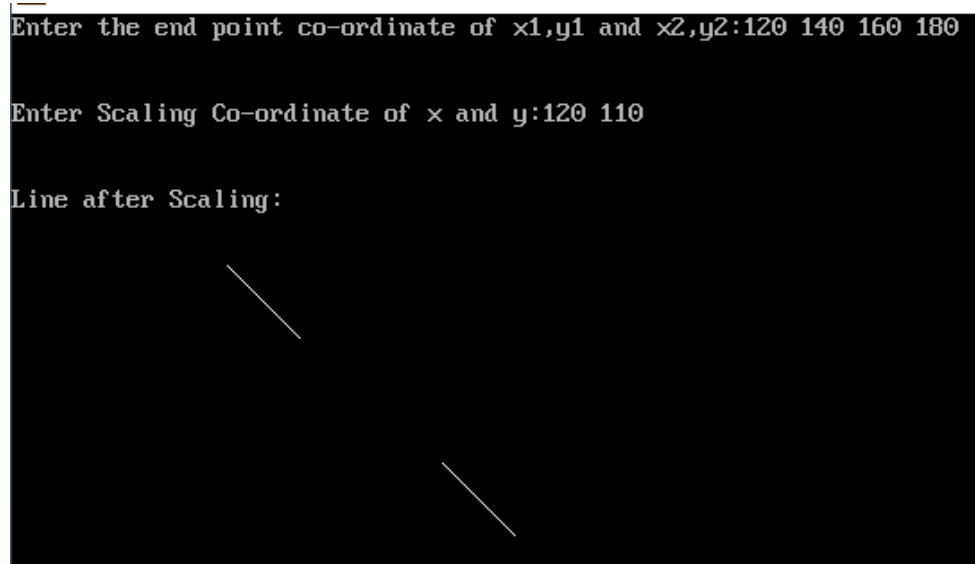 Enter the end point co-ordinate of x1,y1 and x2,y2:120 140 160 180
Enter Scaling Co-ordinate of x and y:120 110
Line after Scaling: